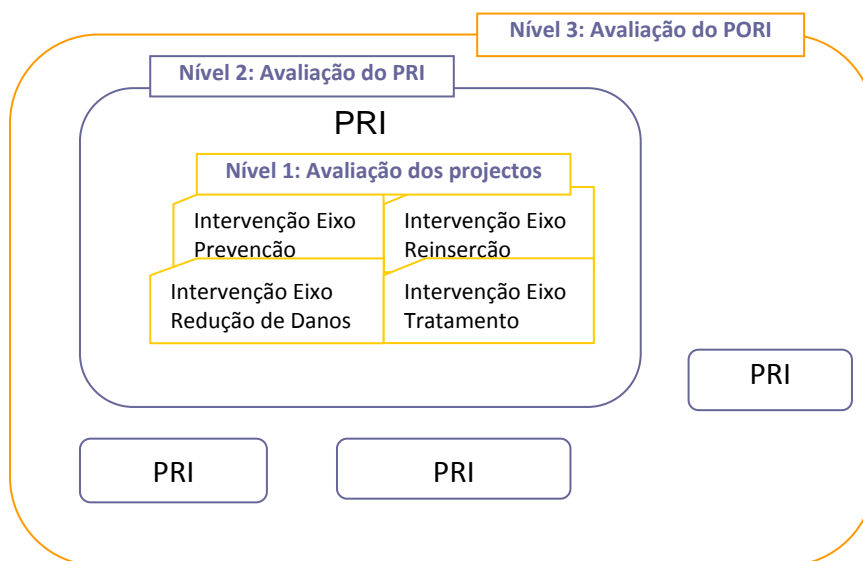 Nível 3: Avaliação do PORI
Nível 2: Avaliação do PRI
PRI
Nível 1: Avaliação dos projectos
Intervenção Eixo
Prevenção
Intervenção Eixo
Reinserção
Intervenção Eixo
Redução de Danos
Intervenção Eixo
Tratamento
PRI
PRI
PRI